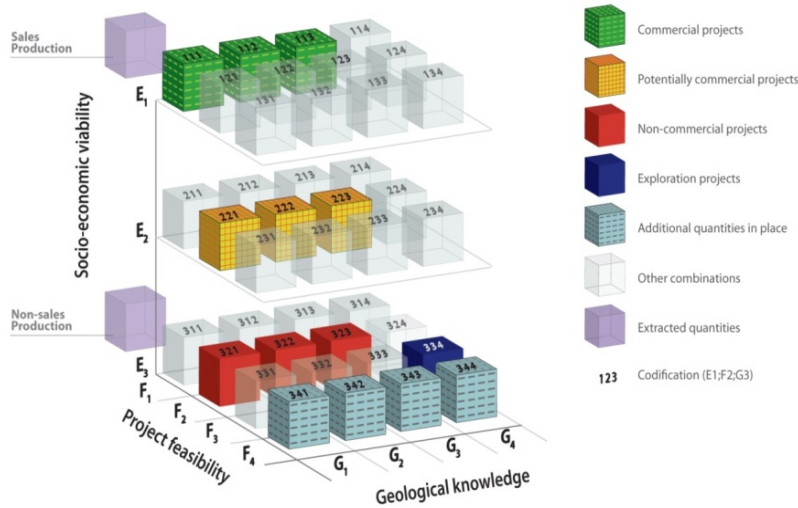 Sales
Production
Socio-economic viability
E1
111
112
113
114
121
122
123
124
131
132
133
134
E2
211
212
213
214
221
222
223
224
231
232
233
234
Non-sales
Production
E3
311
312
313
314
321
322
323
324
331
332
333
334
341
342
343
344
F1
F2
F3
F4
Project feasibility
G1
G2
G3
G4
Geological knowledge
Commercial projects
Potentially commercial projects
Non-commercial projects
Exploration projects
Additional quantities in place
Other combinations
Extracted quantities
123 Codification (E1;F2;G3)